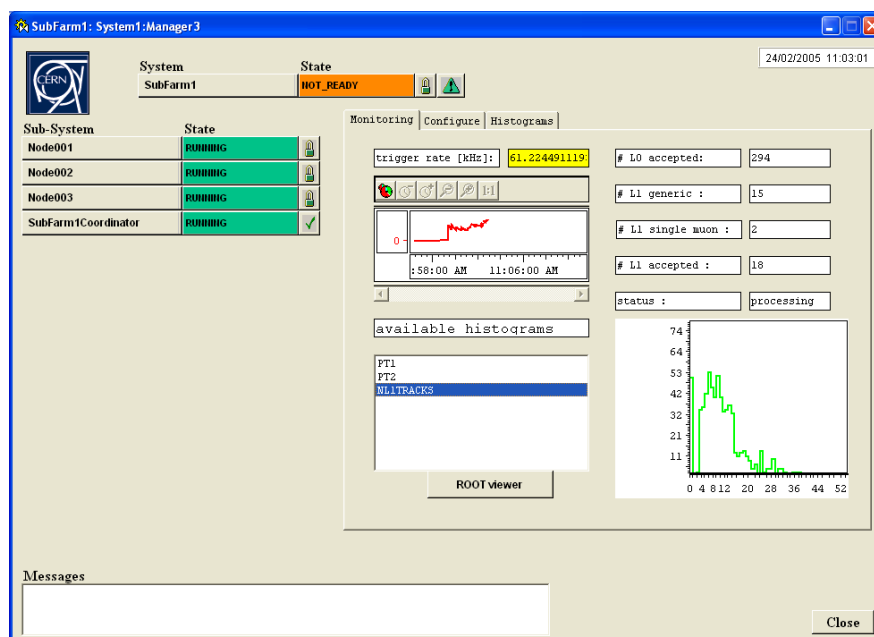 SubFarm1: System1:Manager3
24/02/2005 11:03:01
CERN
System State
SubFarm1 NOT_READY
Sub-System State
Node001 RUNNING
Node002 RUNNING
Node003 RUNNING
SubFarm1Coordinator RUNNING
Monitoring Configure Histograms
trigger rate [kHz]:
# L0 accepted: 294
# L1 generic : 15
1:1
# L1 single muon : 2
0
:58:00 AM 11:06:00 AM
# L1 accepted : 18
status : processing
available histograms
PT1
PT2
NL1TRACKS
ROOT viewer
74
64
53
42
32
21
11
0 4 8 12 20 28 36 44 52
Messages
Close